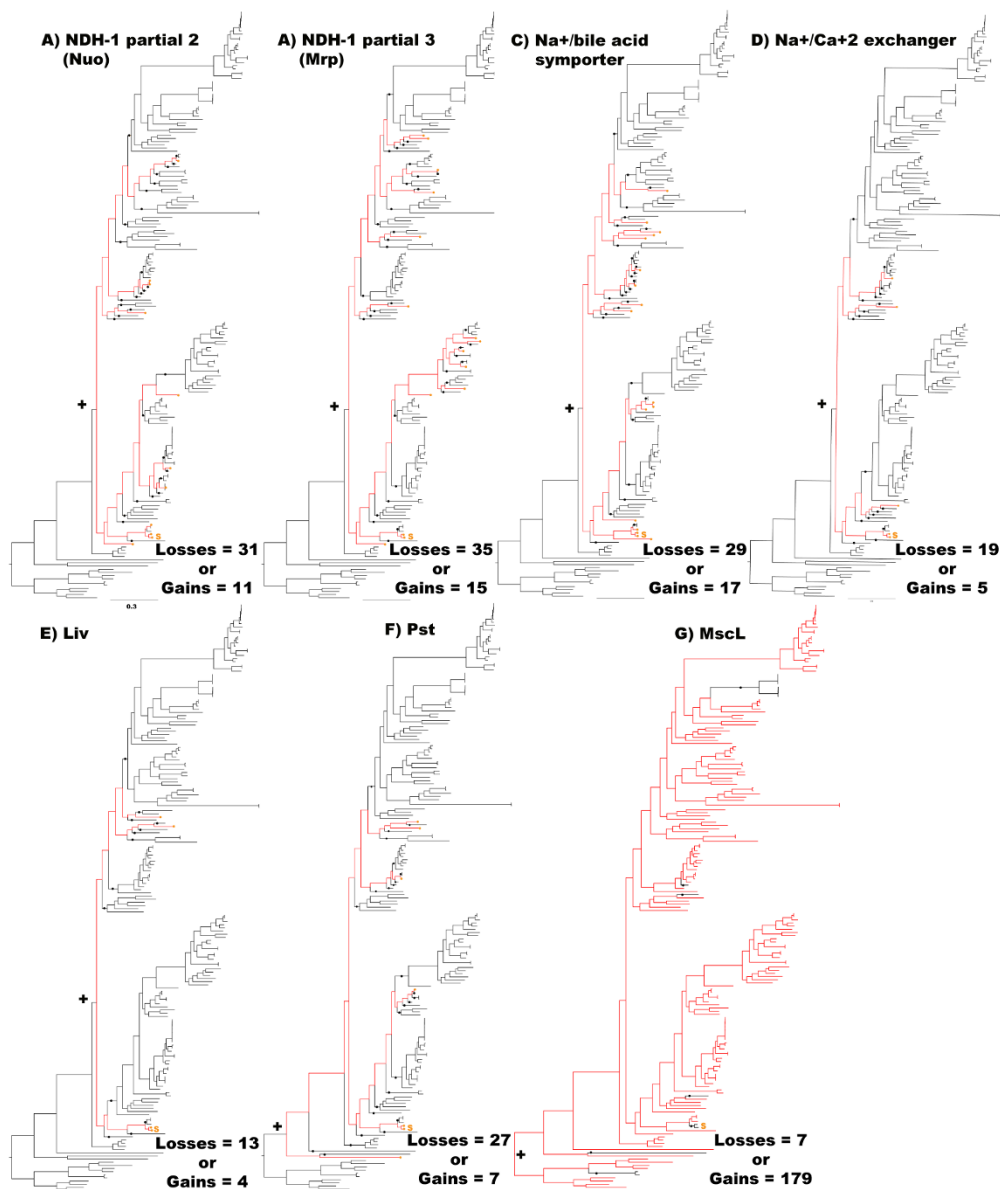 A) NDH-1 partial 2
(Nuo)
A) NDH-1 partial 3
(Mrp)
C) Na+/bile acid
symporter
D) Na+/Ca+2 exchanger
+
+
+
+
S
S
S
S
Losses = 31
or
Gains = 11
Losses = 35
or
Gains = 15
Losses = 29
or
Gains = 17
Losses = 19
or
Gains = 5
0.3
E) Liv
F) Pst
G) MscL
+
+
+
S
S
S
Losses = 13
or
Gains = 4
Losses = 27
or
Gains = 7
Losses = 7
or
Gains = 179